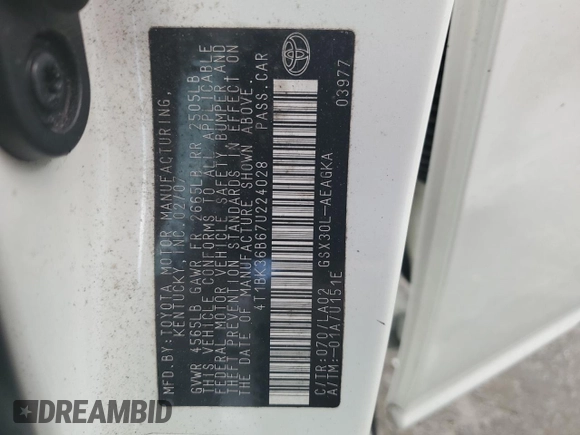 MFD.BY:TOYOTA MOTOR MANUFACTURING,
KENTUCKY, INC. 02/07
GVWR 4565LB GAWR FR 2665LB RR 2505LB
THIS VEHICLE CONFORMS TO ALL APPLICABLE
FEDERAL MOTOR VEHICLE SAFETY, BUMPER AND
THEFT PREVENTION STANDARDS IN EFFECT ON
THE DATE OF MANUFACTURE SHOWN ABOVE.
4T1BK36B67U224028 PASS.CAR
C/TR:070/LA02 GSX30L-AEAGKA
A/TM:-01A/U151E 03977
DREAMBID